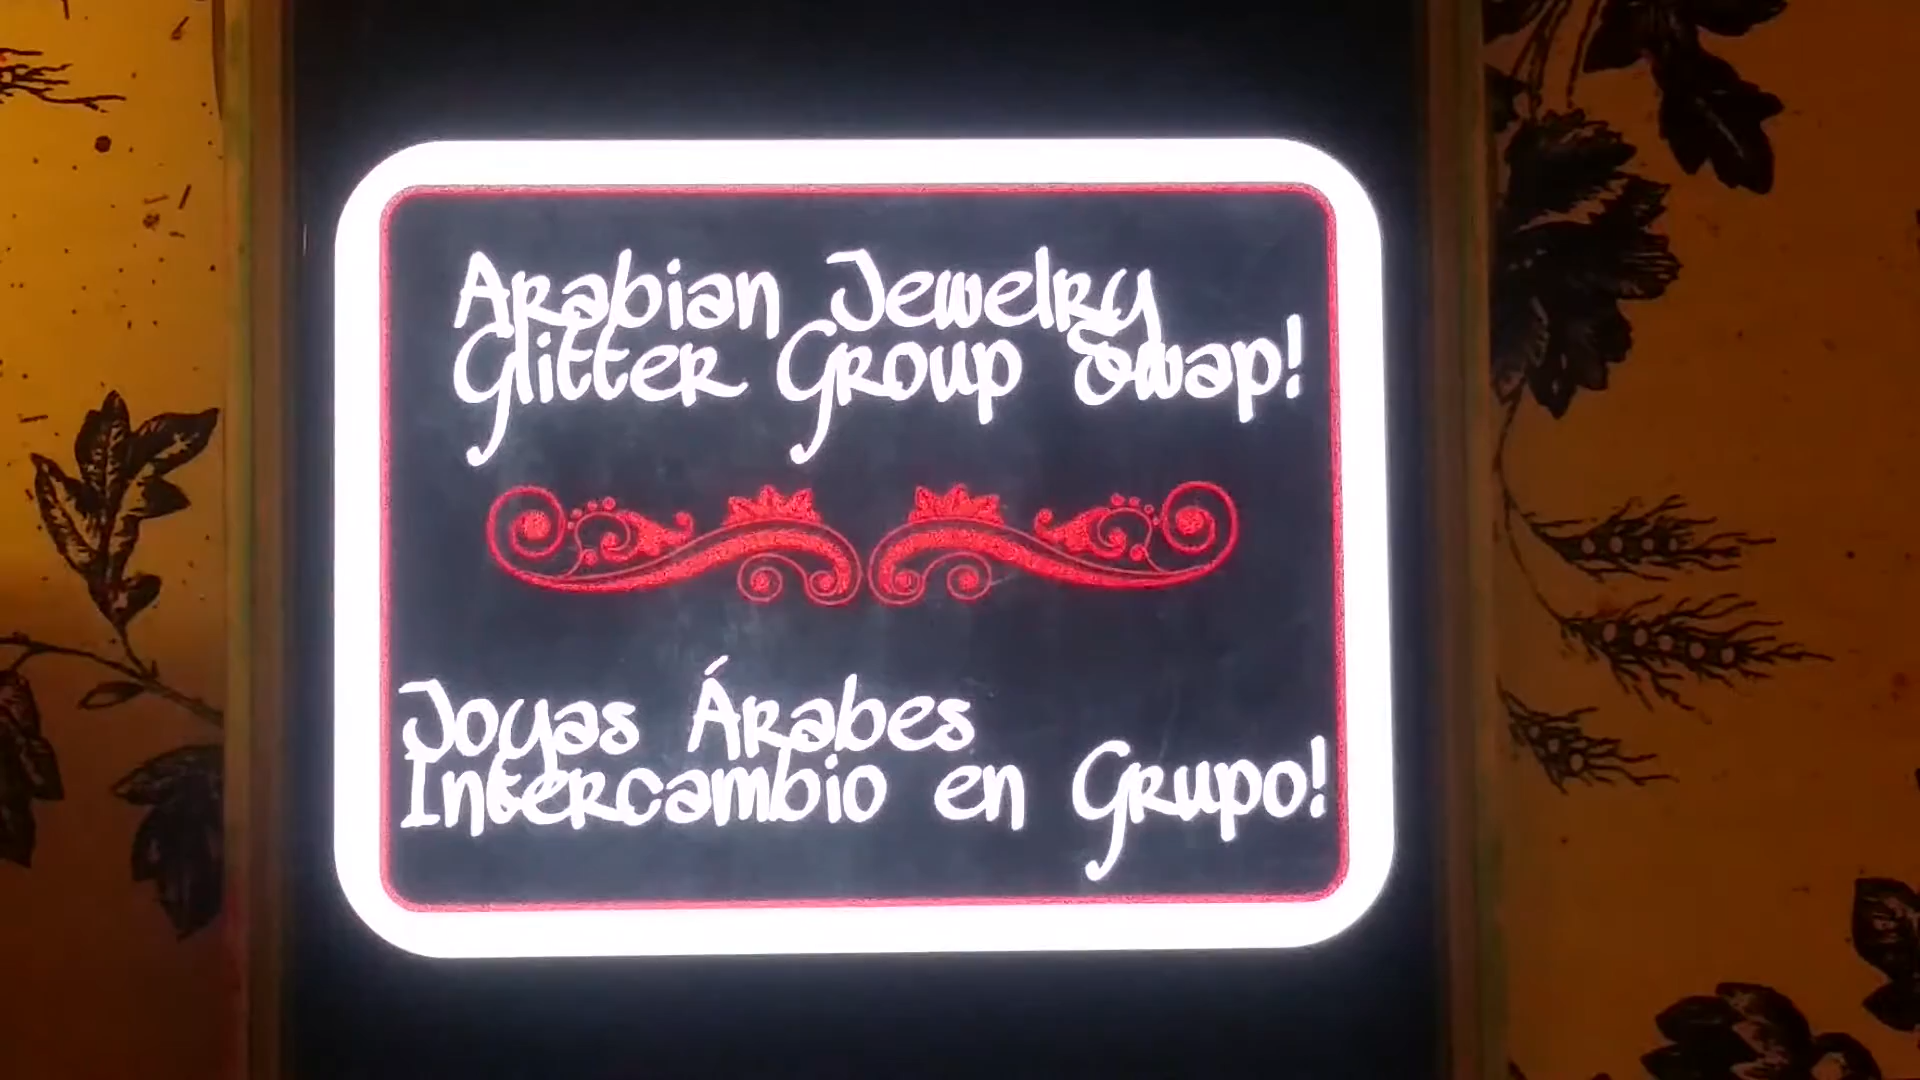 Arabian Jewelry
Glitter Group Swap!
Joyas Árabes
Intercambio en Grupo!